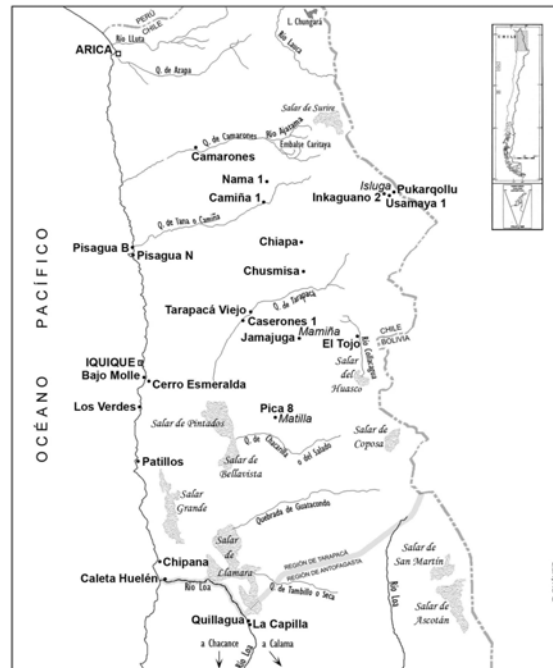 PERÚ
CHILE
L. Chungará
Río LLuta
ARICA
Río Lauca
Q. de Azapa
Salar de Surire
Q. de Camarones
Río Ajatama
Embalse Caritaya
Camarones
Nama 1
Isluga
Pukarqollu
Camiña 1
Inkaguano 2
Usamaya 1
Q. de Tana o Camiña
Pisagua B
Chiapa
Pisagua N
Chusmisa
Q. de Tarapacá
Tarapacá Viejo
Caserones 1
Mamiña
Jamajuga
El Tojo
CHILE
BOLIVIA
Río Collacagua
IQUIQUE
Bajo Molle
Cerro Esmeralda
Salar
del
Huasco
Los Verdes
Pica 8
Matilla
Salar de Pintados
Q. de
Chacarilla
o del Salado
Salar de
Coposa
Salar de
Bellavista
Patillos
Salar
Grande
Quebrada de Guatacondo
Salar
de
Llamara
REGIÓN DE TARAPACÁ
REGIÓN DE ANTOFAGASTA
Chipana
Caleta Huelén
Río Loa
Q. de Tambillo o Seca
Río Loa
Salar de
San Martín
Salar de
Ascotán
Quillagua
La Capilla
a Chacance
Río Loa
a Calama
OCÉANO PACÍFICO
CHILE